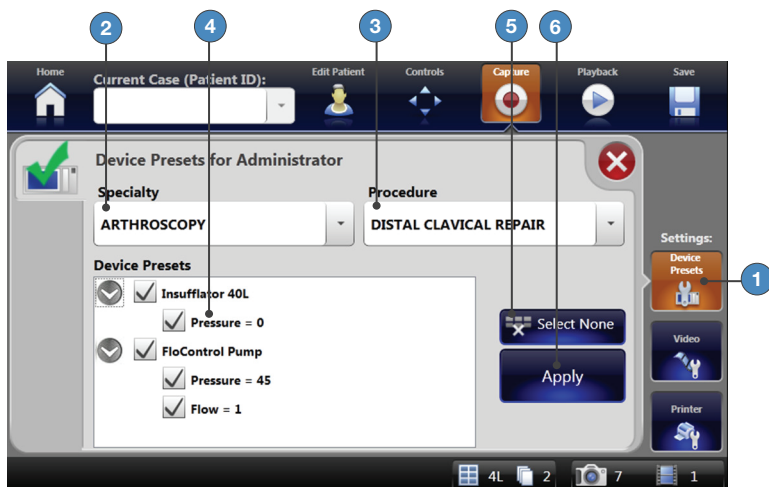 2 4 3 5 6
Home Edit Patient Controls Capture Playback Save
Current Case (Patient ID):
Device Presets for Administrator
Specialty Procedure
ARTHROSCOPY DISTAL CLAVICAL REPAIR
Settings:
Device
Presets
1
Device Presets
Insufflator 40L
Pressure = 0
Select None
FloControl Pump
Video
Pressure = 45
Apply
Flow = 1
Printer
4L 2 7 1